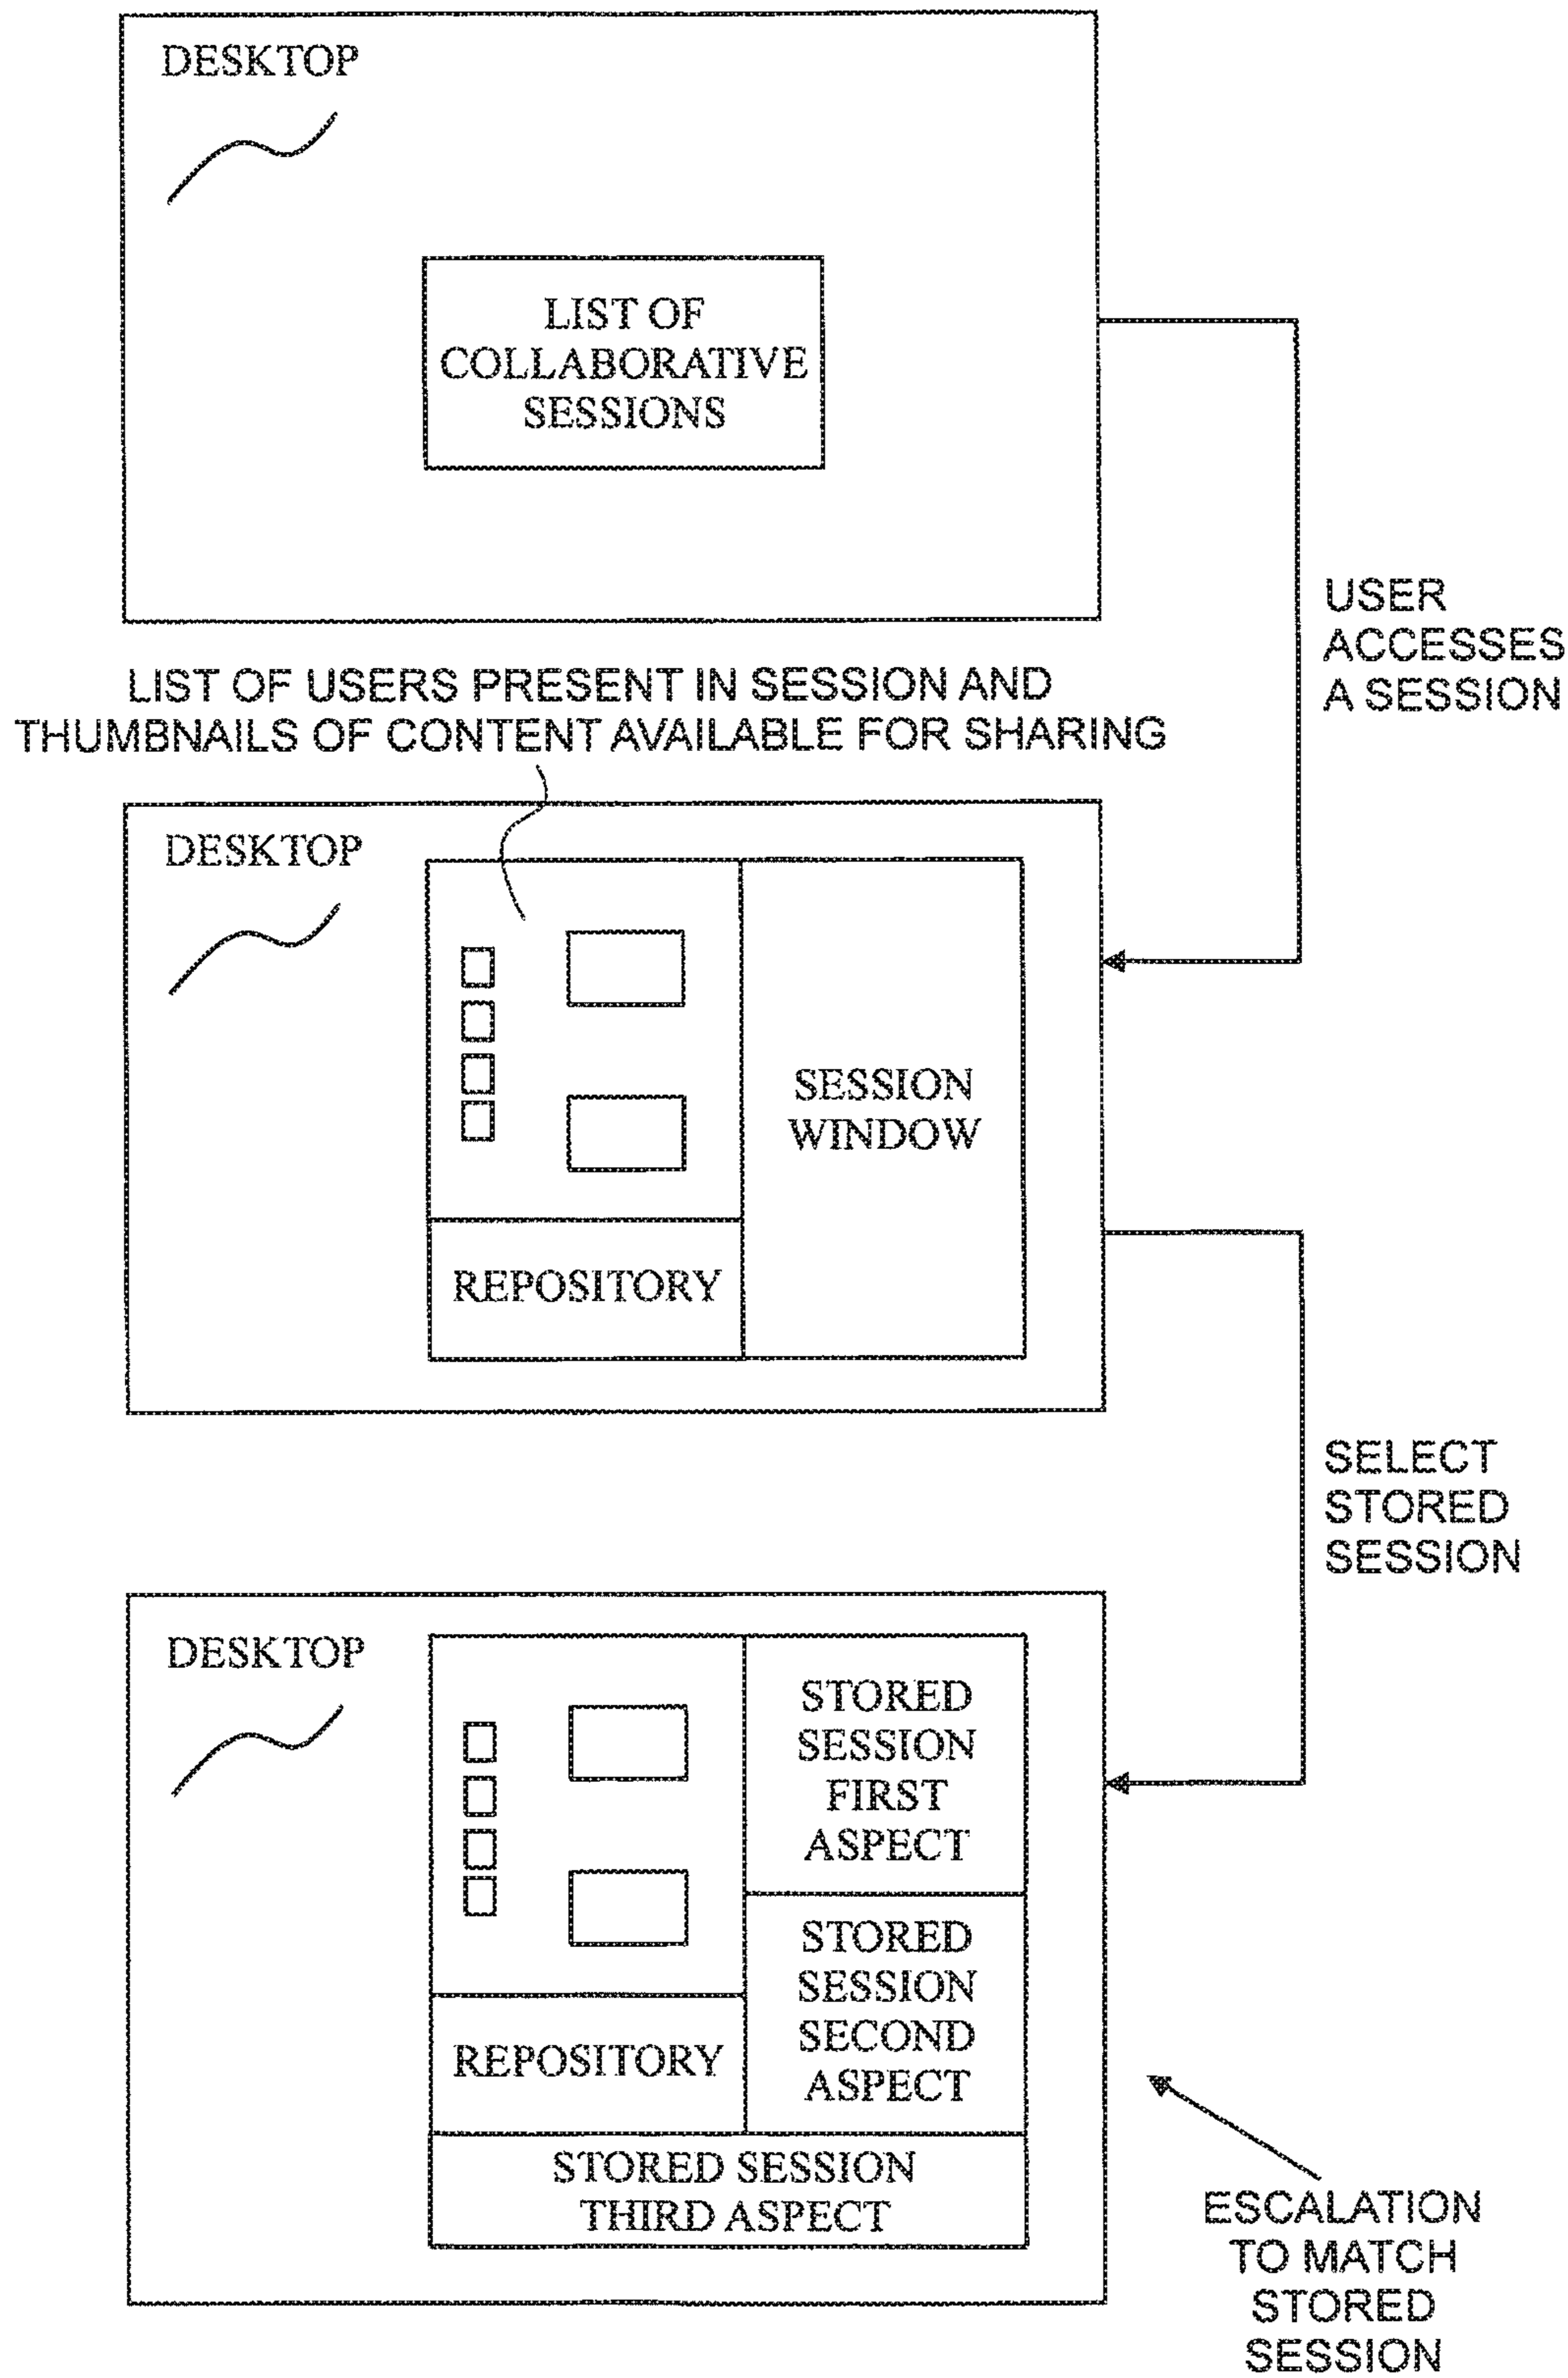 DESKTOP
LIST OF
COLLABORATIVE
SESSIONS
USER
ACCESSES
A SESSION
LIST OF USERS PRESENT IN SESSION AND
THUMBNAILS OF CONTENT AVAILABLE FOR SHARING
DESKTOP
SESSION
WINDOW
REPOSITORY
SELECT
STORED
SESSION
DESKTOP
STORED
SESSION
FIRST
ASPECT
STORED
SESSION
SECOND
ASPECT
REPOSITORY
STORED SESSION
THIRD ASPECT
ESCALATION
TO MATCH
STORED
SESSION